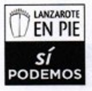 LANZAROTE
EN PIE
SÍ
PODEMOS